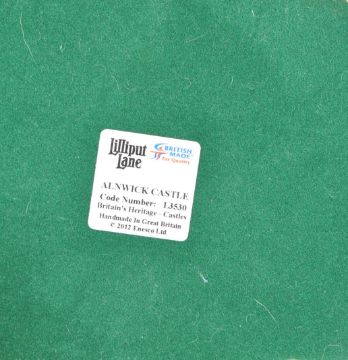 Lilliput Lane
BRITISH MADE
For Quality
ALNWICK CASTLE
Code Number: L3530
Britain's Heritage - Castles
Handmade In Great Britain
© 2012 Enesco Ltd